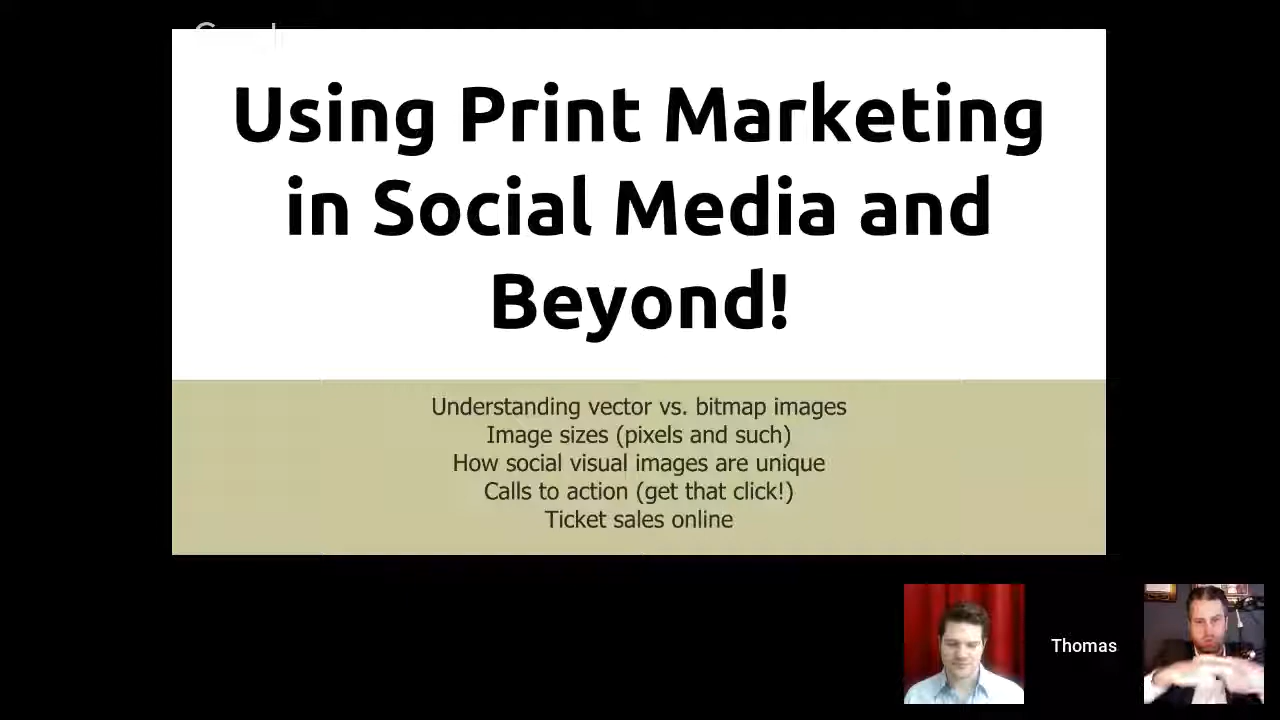 Using Print Marketing
in Social Media and
Beyond!
Understanding vector vs. bitmap images
Image sizes (pixels and such)
How social visual images are unique
Calls to action (get that click!)
Ticket sales online
Thomas